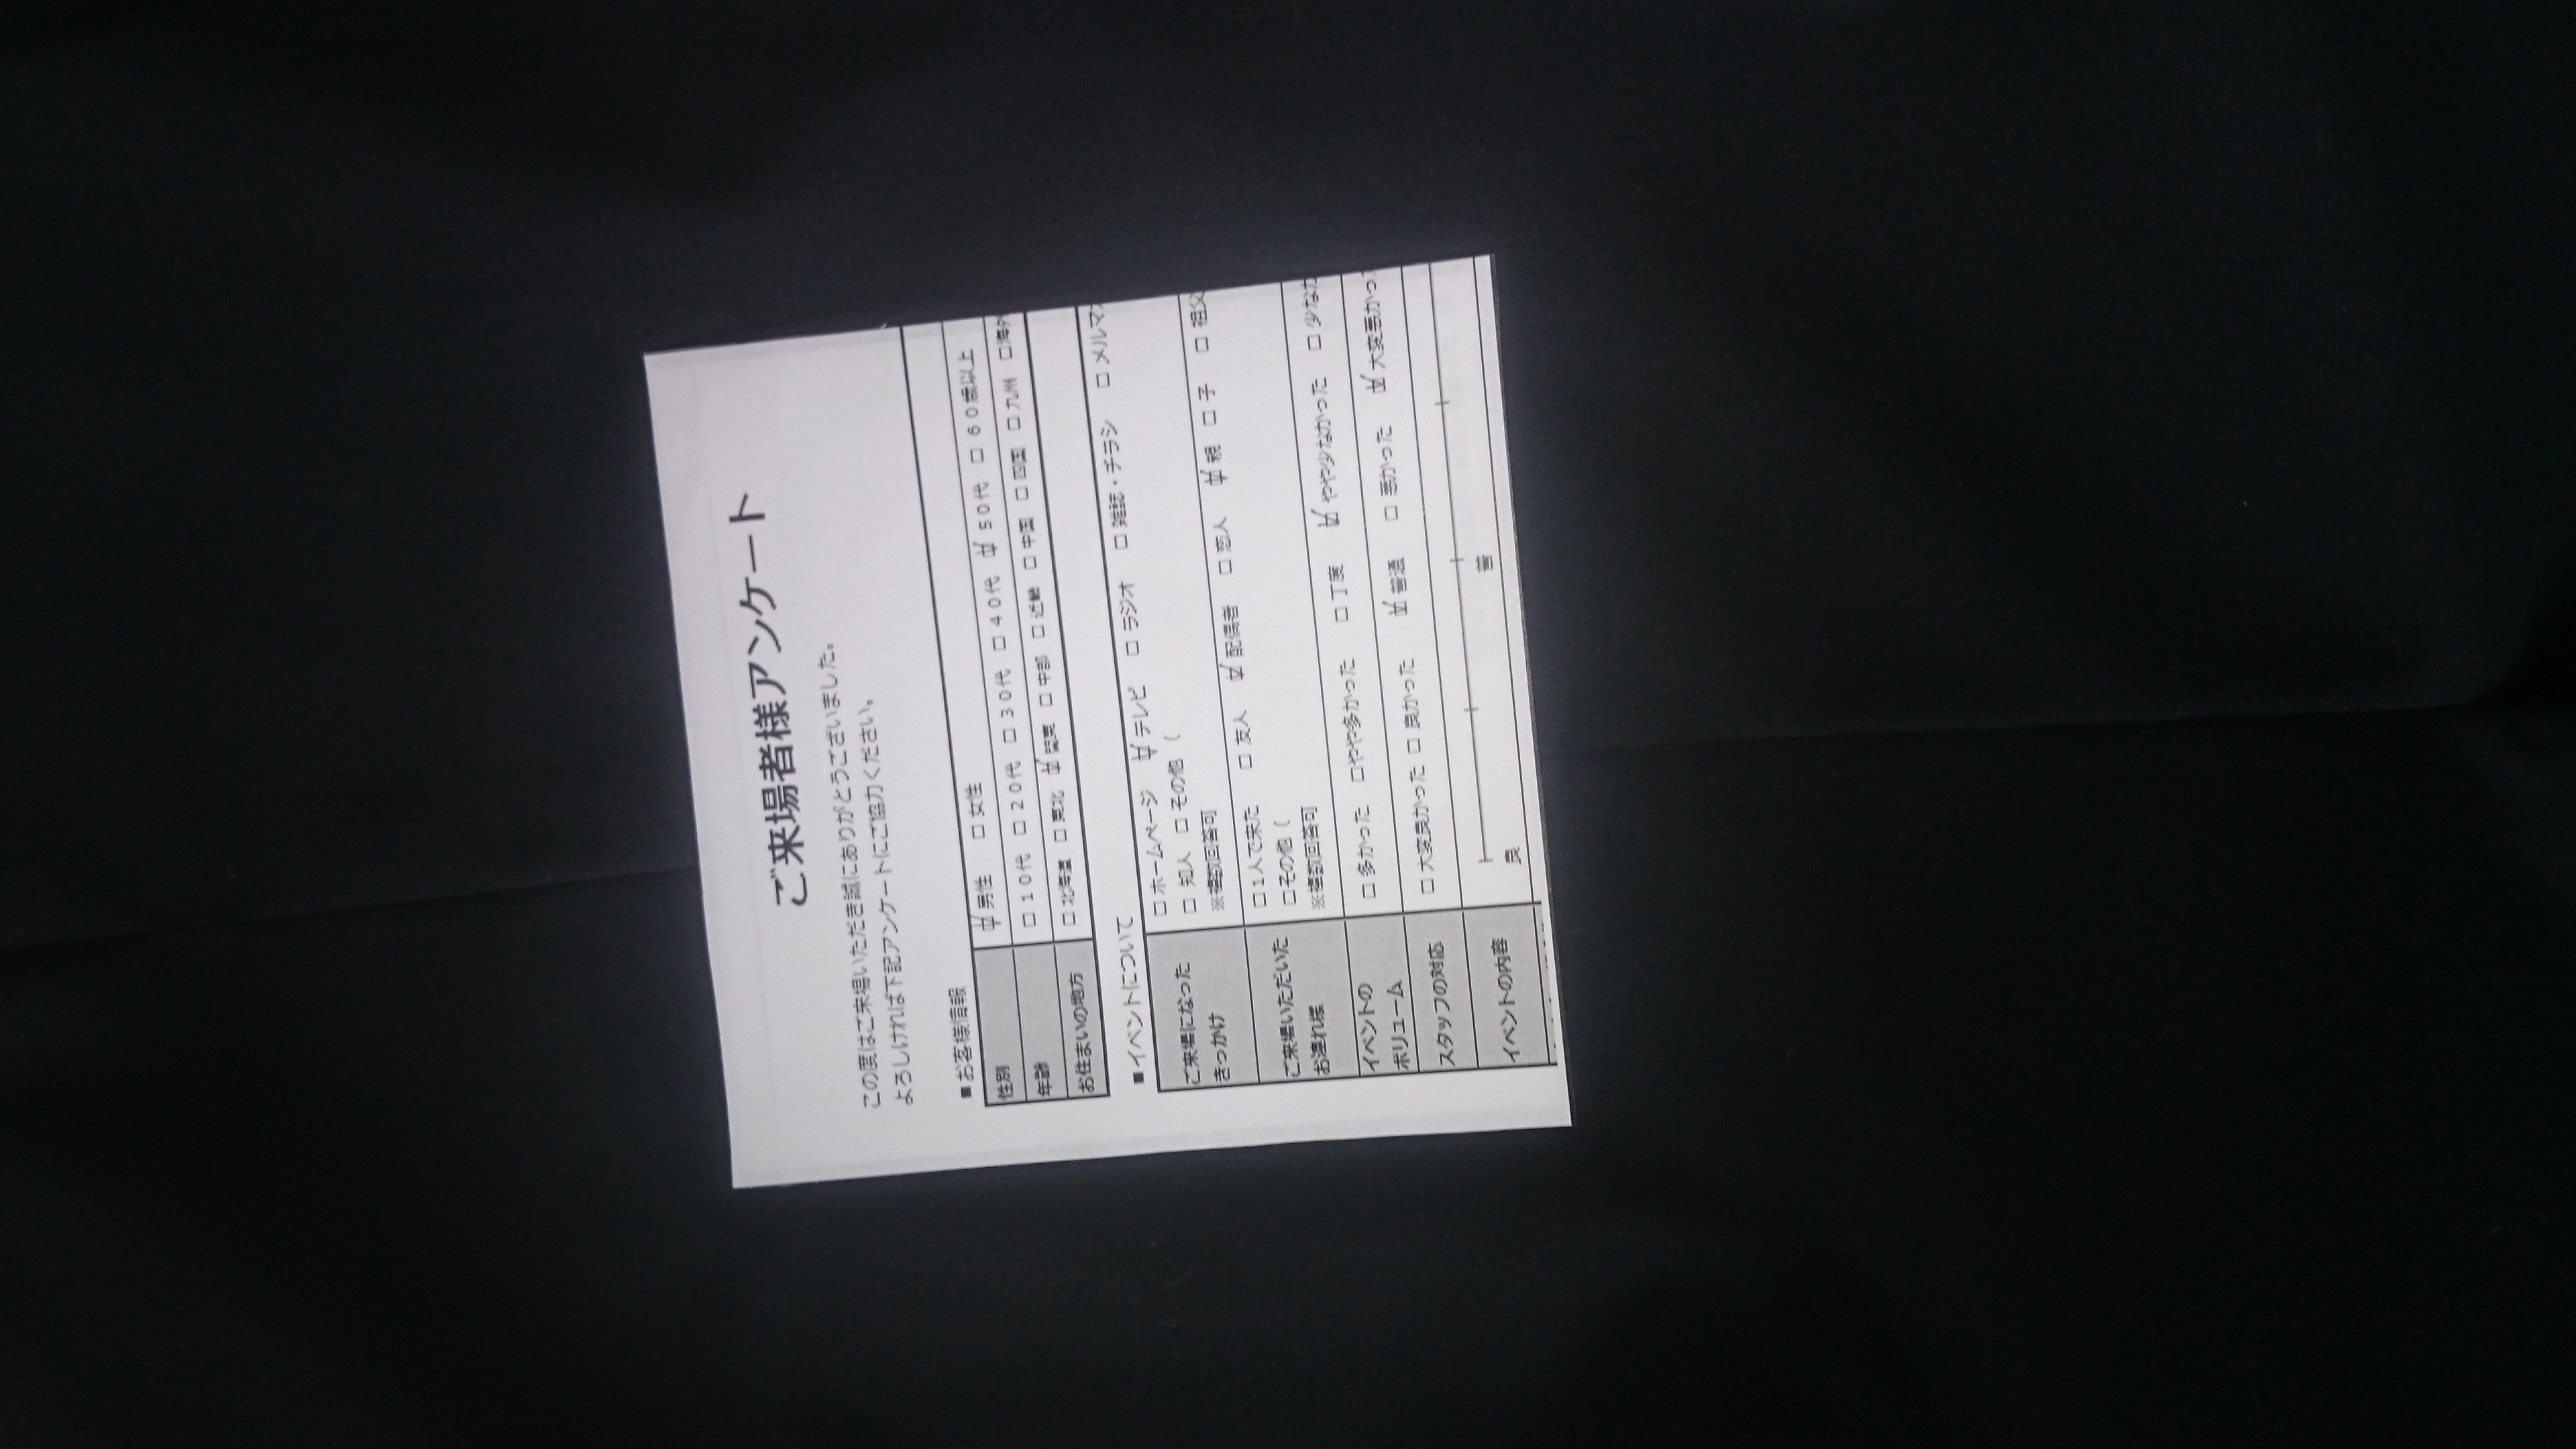 ご来場者様アンケート
この度はご来場いただき誠にありがとうございました。
よろしければ下記アンケートにご協力ください。
■お客様情報
性別 ☑男性 □女性
年齢 □10代 □20代 □30代 □40代 ☑50代 □60歳以上
お住まいの地方 □北海道 □東北 ☑関東 □中部 □近畿 □中国 □四国 □九州 □海外
■イベントについて
ご来場になった
きっかけ
□ホームページ ☑テレビ □ラジオ □雑誌・チラシ □メルマ
□知人 □その他（
※複数回答可
ご来場いただいた
お連れ様
□1人で来た □友人 ☑配偶者 □恋人 ☑親 □子 □祖父
□その他（
※複数回答可
イベントの
ボリューム
□多かった □やや多かった □丁度 ☑やや少なかった □少な
スタッフの対応 □大変良かった □良かった ☑普通 □悪かった ☑大変悪かっ
イベントの内容
良 普